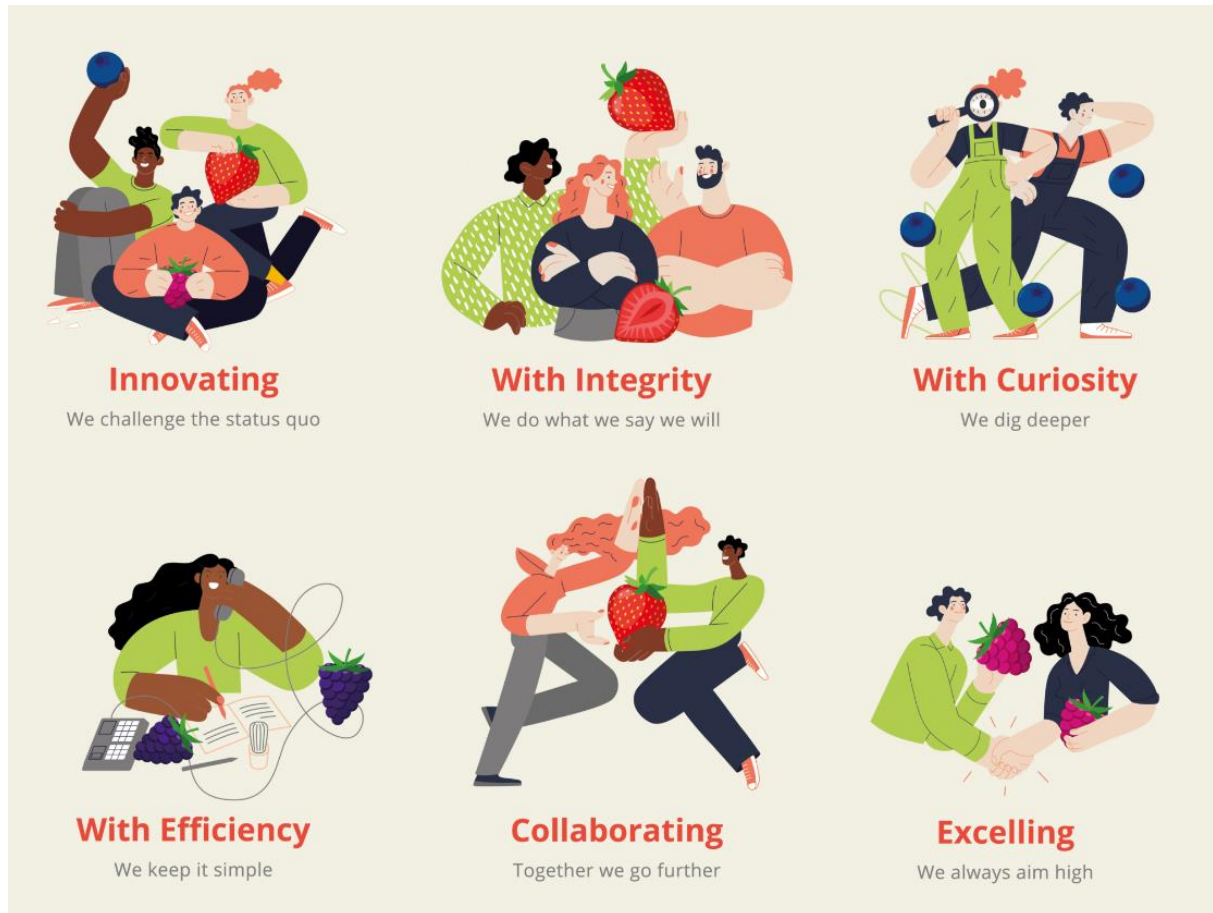 Innovating
We challenge the status quo
With Integrity
We do what we say we will
With Curiosity
We dig deeper
With Efficiency
We keep it simple
Collaborating
Together we go further
Excelling
We always aim high